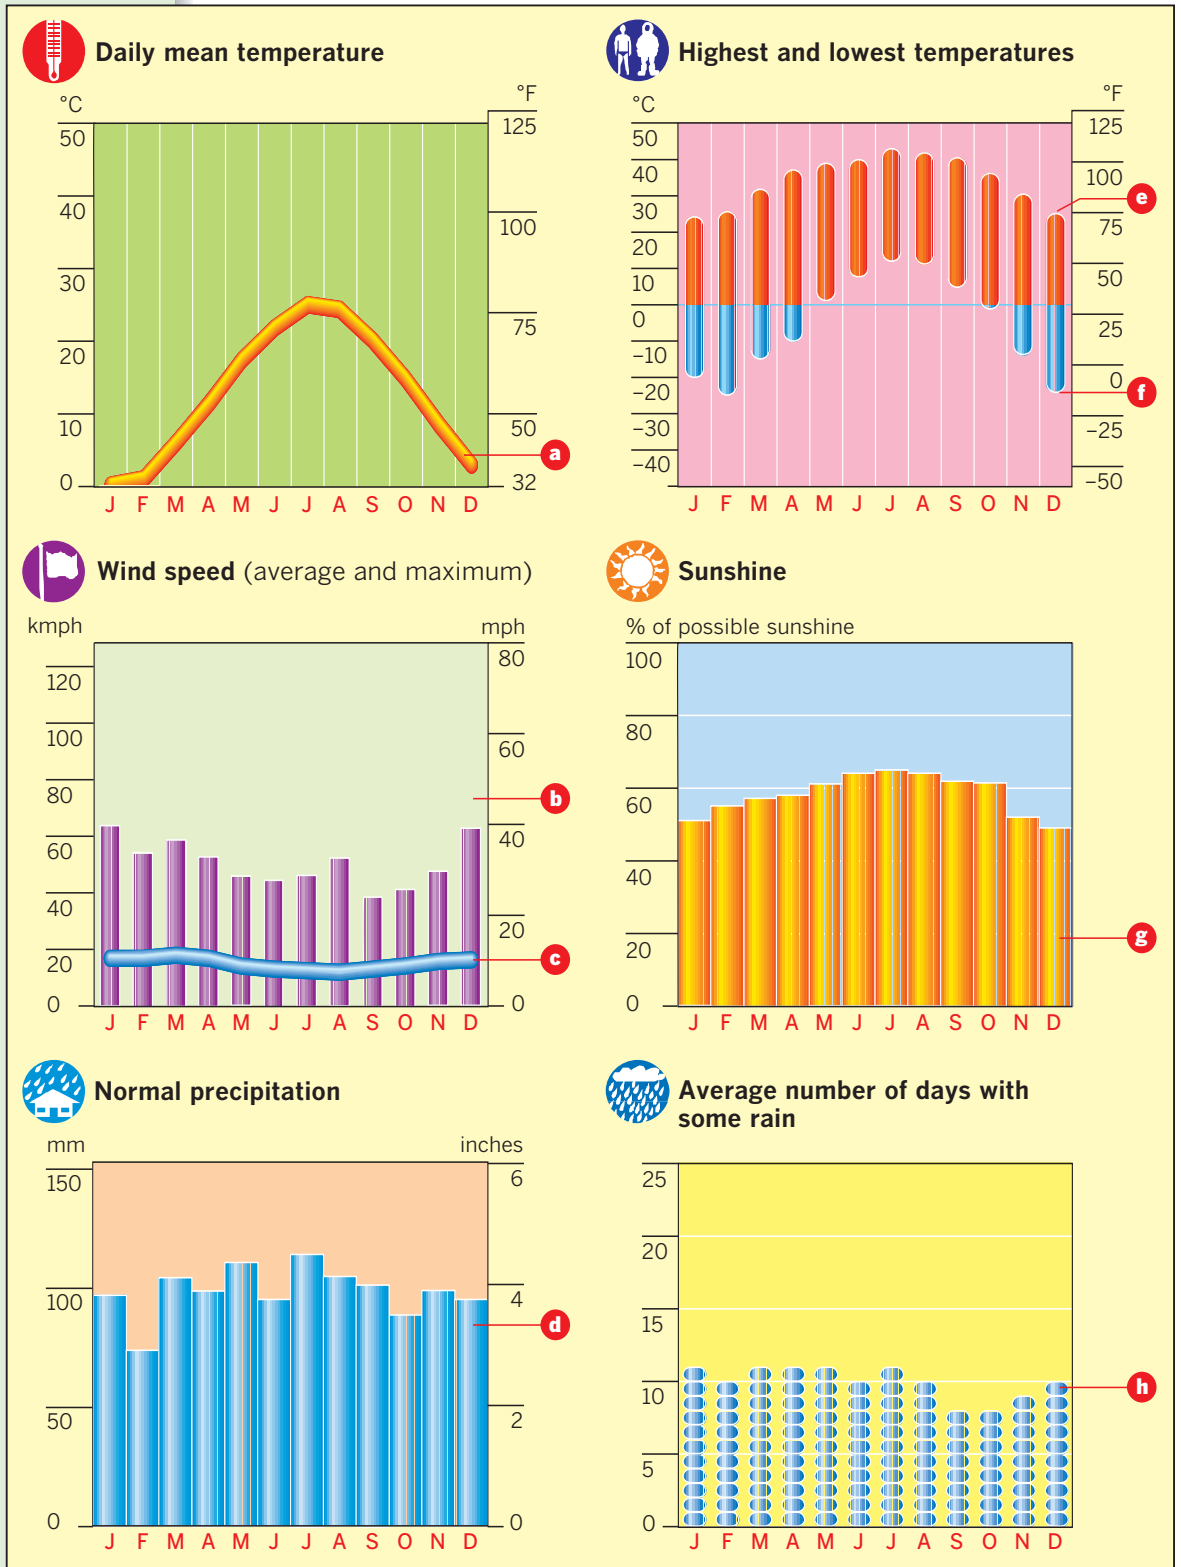 Daily mean temperature
°C
°F
50
40
30
20
10
0
125
100
75
50
32
a
J F M A M J J A S O N D
Highest and lowest temperatures
°C
°F
50
40
30
20
10
0
–10
–20
–30
–40
125
100
75
50
25
0
–25
–50
e
f
J F M A M J J A S O N D
Wind speed (average and maximum)
kmph
mph
120
100
80
60
40
20
0
80
60
40
20
0
b
c
J F M A M J J A S O N D
Sunshine
% of possible sunshine
100
80
60
40
20
0
g
J F M A M J J A S O N D
Normal precipitation
mm
inches
150
100
50
0
6
4
2
0
d
J F M A M J J A S O N D
Average number of days with
some rain
25
20
15
10
5
0
h
J F M A M J J A S O N D